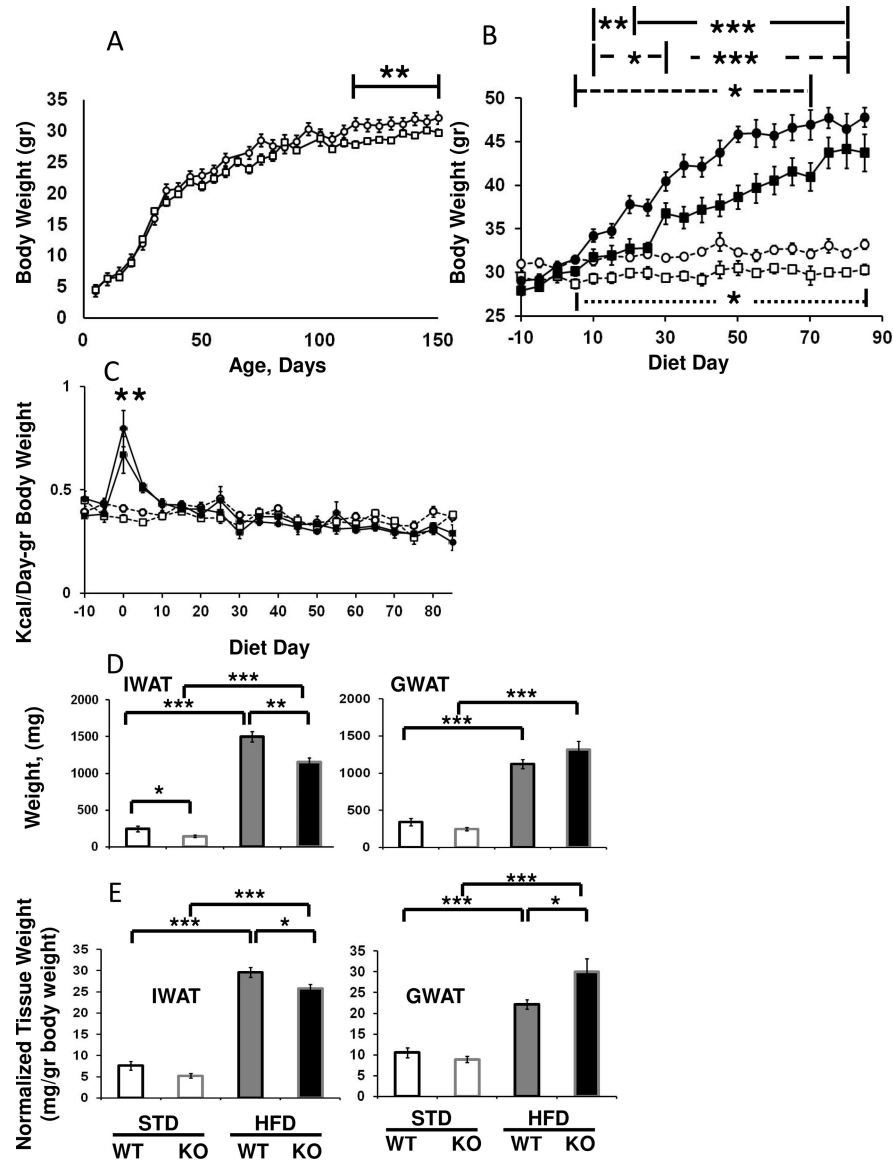 A
**
35
30
25
20
15
10
5
0
Body Weight (gr)
0
50
100
150
Age, Days
B
** ***
* ***
*
50
45
40
35
30
25
Body Weight (gr)
*
-10
10
30
50
70
90
Diet Day
C
**
1
0.5
0
Kcal/Day-gr Body Weight
-10 0 10 20 30 40 50 60 70 80
Diet Day
D
IWAT
***
*** **
*
2000
1500
1000
500
0
Weight, (mg)
GWAT
***
***
2000
1500
1000
500
0
E
***
*** *
35
30
25
20
15
10
5
0
IWAT
Normalized Tissue Weight
(mg/gr body weight)
STD HFD
WT KO WT KO
***
*** *
35
30
25
20
15
10
5
0
GWAT
STD HFD
WT KO WT KO